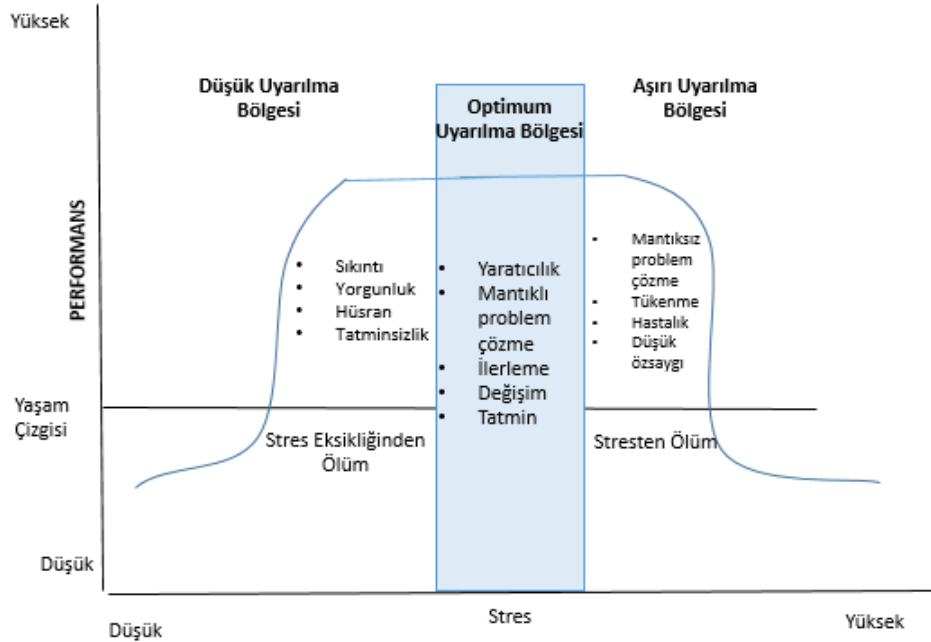 Yüksek
Düşük Uyarılma
Bölgesi
Optimum
Uyarılma Bölgesi
Aşırı Uyarılma
Bölgesi
PERFORMANS
• Sıkıntı
• Yorgunluk
• Hüsran
• Tatminsizlik
• Yaratıcılık
• Mantıklı
problem
çözme
• İlerleme
• Değişim
• Tatmin
• Mantıksız
problem
çözme
• Tükenme
• Hastalık
• Düşük
özsaygı
Yaşam
Çizgisi
Stres Eksikliğinden
Ölüm
Stresten Ölüm
Düşük
Düşük
Stres
Yüksek